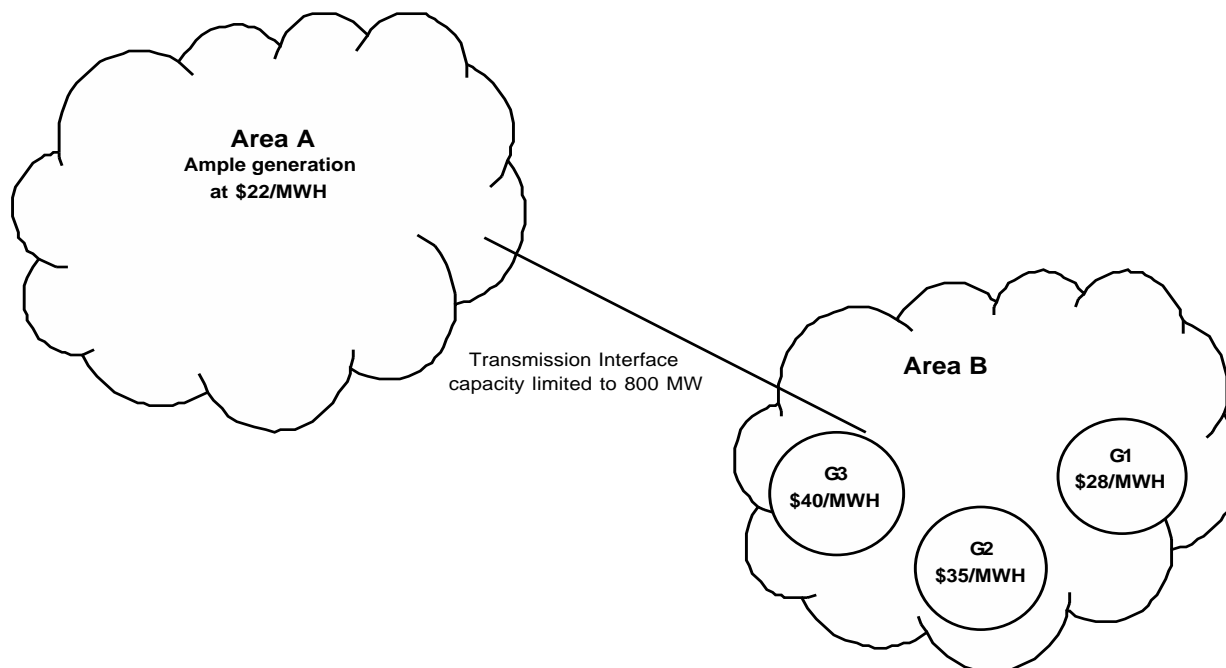 Area A
Ample generation
at $22/MWH
Transmission Interface
capacity limited to 800 MW
Area B
G3
$40/MWH
G1
$28/MWH
G2
$35/MWH